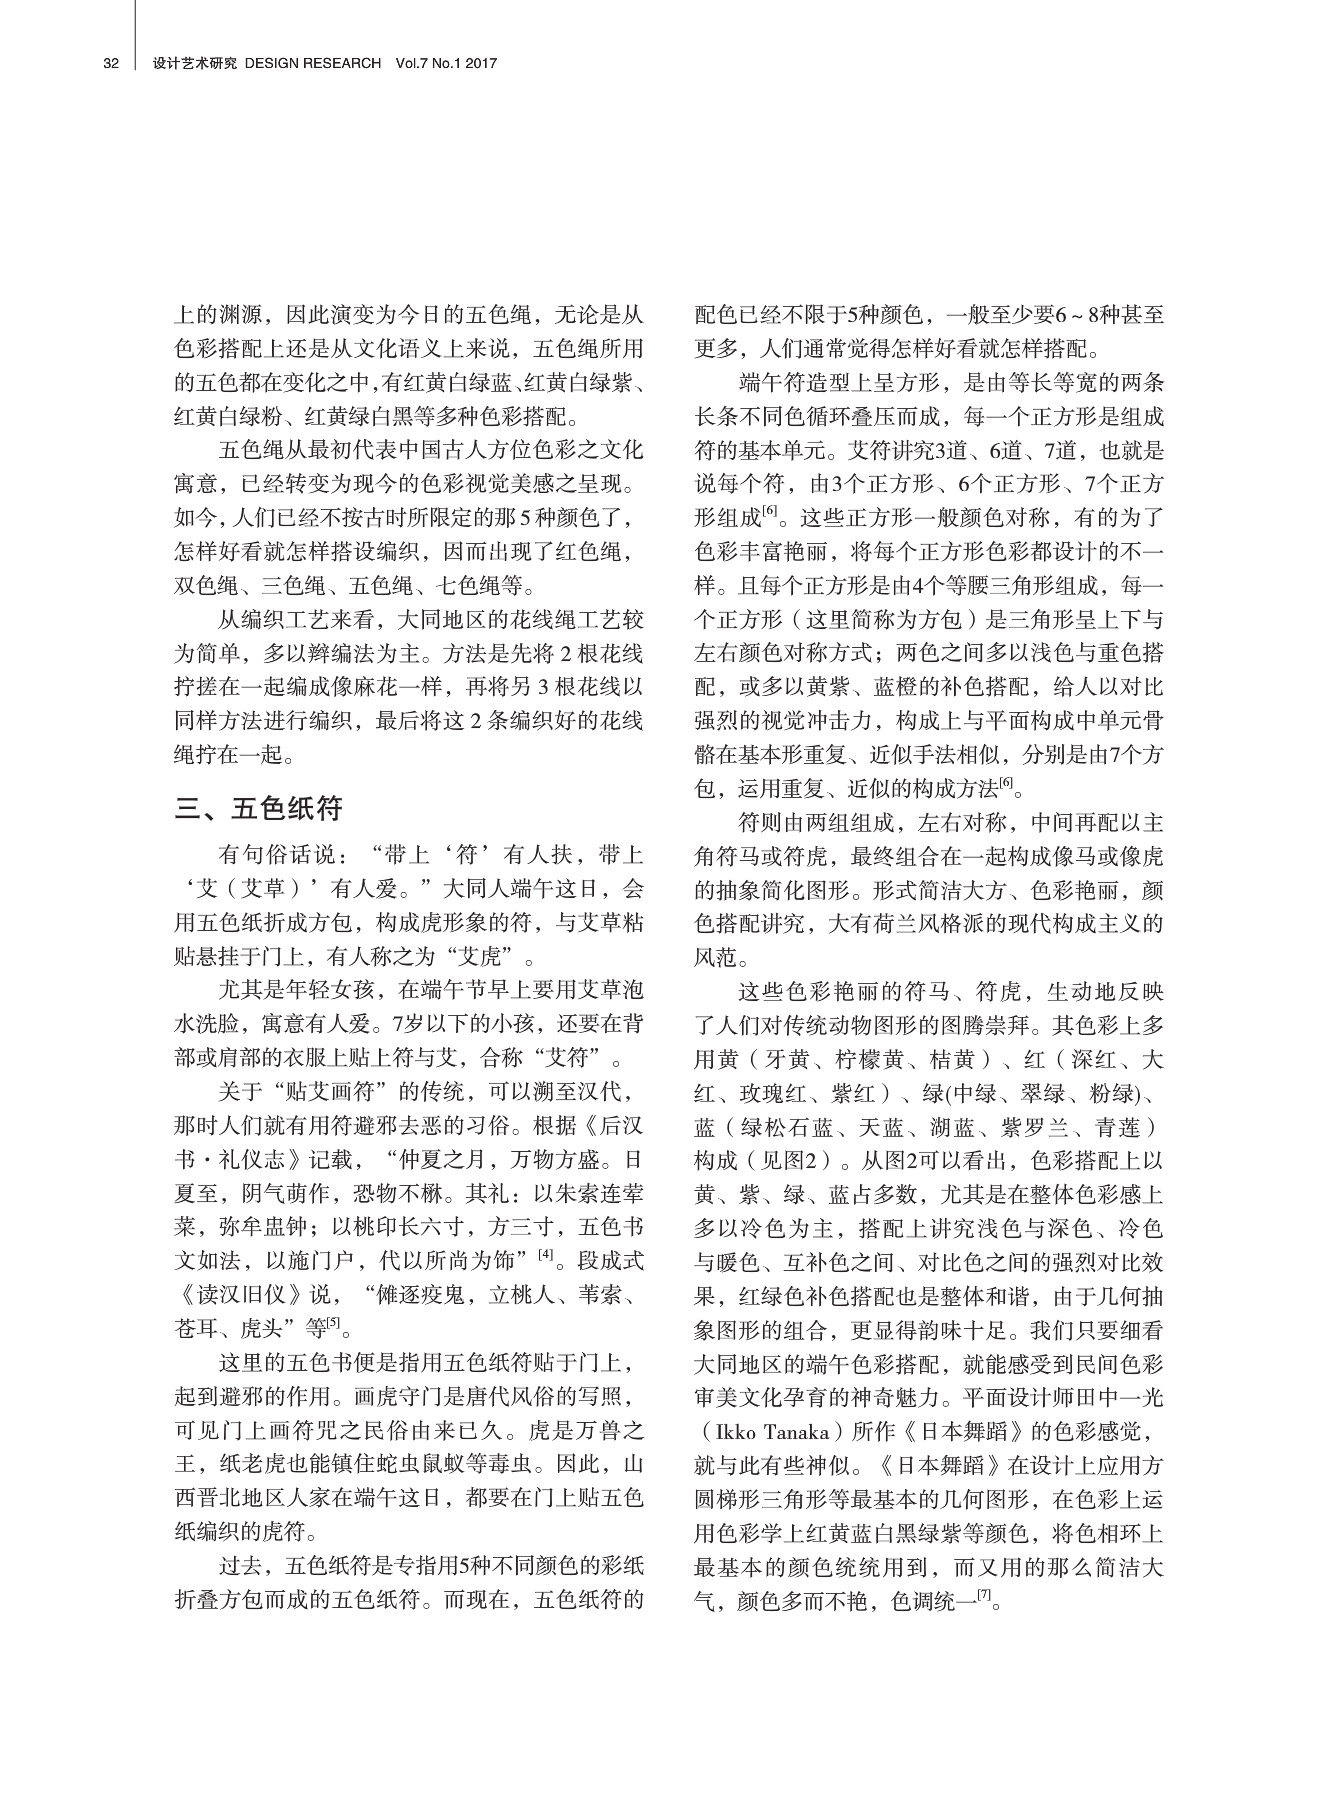 32 设计艺术研究 DESIGN RESEARCH Vol.7 No.1 2017
上的渊源，因此演变为今日的五色绳，无论是从
色彩搭配上还是从文化语义上来说，五色绳所用
的五色都在变化之中,有红黄白绿蓝、红黄白绿紫、
红黄白绿粉、红黄绿白黑等多种色彩搭配。
五色绳从最初代表中国古人方位色彩之文化
寓意，已经转变为现今的色彩视觉美感之呈现。
如今, 人们已经不按古时所限定的那 5 种颜色了，
怎样好看就怎样搭设编织，因而出现了红色绳，
双色绳、三色绳、五色绳、七色绳等。
从编织工艺来看，大同地区的花线绳工艺较
为简单，多以辫编法为主。方法是先将 2 根花线
拧搓在一起编成像麻花一样，再将另 3 根花线以
同样方法进行编织，最后将这 2 条编织好的花线
绳拧在一起。
三、五色纸符
有句俗话说：“带上‘符’有人扶，带上
‘艾（艾草）’有人爱。”大同人端午这日，会
用五色纸折成方包，构成虎形象的符，与艾草粘
贴悬挂于门上，有人称之为“艾虎”。
尤其是年轻女孩，在端午节早上要用艾草泡
水洗脸，寓意有人爱。7岁以下的小孩，还要在背
部或肩部的衣服上贴上符与艾，合称“艾符”。
关于“贴艾画符”的传统，可以溯至汉代，
那时人们就有用符避邪去恶的习俗。根据《后汉
书·礼仪志》记载，“仲夏之月，万物方盛。日
夏至，阴气萌作，恐物不楙。其礼：以朱索连荤
菜，弥牟蛊钟；以桃印长六寸，方三寸，五色书
文如法，以施门户，代以所尚为饰”[4]。段成式
《读汉旧仪》说，“傩逐疫鬼，立桃人、苇索、
苍耳、虎头”等[5]。
这里的五色书便是指用五色纸符贴于门上，
起到避邪的作用。画虎守门是唐代风俗的写照，
可见门上画符咒之民俗由来已久。虎是万兽之
王，纸老虎也能镇住蛇虫鼠蚁等毒虫。因此，山
西晋北地区人家在端午这日，都要在门上贴五色
纸编织的虎符。
过去，五色纸符是专指用5种不同颜色的彩纸
折叠方包而成的五色纸符。而现在，五色纸符的
配色已经不限于5种颜色，一般至少要6～8种甚至
更多，人们通常觉得怎样好看就怎样搭配。
端午符造型上呈方形，是由等长等宽的两条
长条不同色循环叠压而成，每一个正方形是组成
符的基本单元。艾符讲究3道、6道、7道，也就是
说每个符，由3个正方形、6个正方形、7个正方
形组成[6]。这些正方形一般颜色对称，有的为了
色彩丰富艳丽，将每个正方形色彩都设计的不一
样。且每个正方形是由4个等腰三角形组成，每一
个正方形（这里简称为方包）是三角形呈上下与
左右颜色对称方式；两色之间多以浅色与重色搭
配，或多以黄紫、蓝橙的补色搭配，给人以对比
强烈的视觉冲击力，构成上与平面构成中单元骨
骼在基本形重复、近似手法相似，分别是由7个方
包，运用重复、近似的构成方法[6]。
符则由两组组成，左右对称，中间再配以主
角符马或符虎，最终组合在一起构成像马或像虎
的抽象简化图形。形式简洁大方、色彩艳丽，颜
色搭配讲究，大有荷兰风格派的现代构成主义的
风范。
这些色彩艳丽的符马、符虎，生动地反映
了人们对传统动物图形的图腾崇拜。其色彩上多
用黄（牙黄、柠檬黄、桔黄）、红（深红、大
红、玫瑰红、紫红）、绿(中绿、翠绿、粉绿)、
蓝（绿松石蓝、天蓝、湖蓝、紫罗兰、青莲）
构成（见图2）。从图2可以看出，色彩搭配上以
黄、紫、绿、蓝占多数，尤其是在整体色彩感上
多以冷色为主，搭配上讲究浅色与深色、冷色
与暖色、互补色之间、对比色之间的强烈对比效
果，红绿色补色搭配也是整体和谐，由于几何抽
象图形的组合，更显得韵味十足。我们只要细看
大同地区的端午色彩搭配，就能感受到民间色彩
审美文化孕育的神奇魅力。平面设计师田中一光
（Ikko Tanaka）所作《日本舞蹈》的色彩感觉，
就与此有些神似。《日本舞蹈》在设计上应用方
圆梯形三角形等最基本的几何图形，在色彩上运
用色彩学上红黄蓝白黑绿紫等颜色，将色相环上
最基本的颜色统统用到，而又用的那么简洁大
气，颜色多而不艳，色调统一[7]。